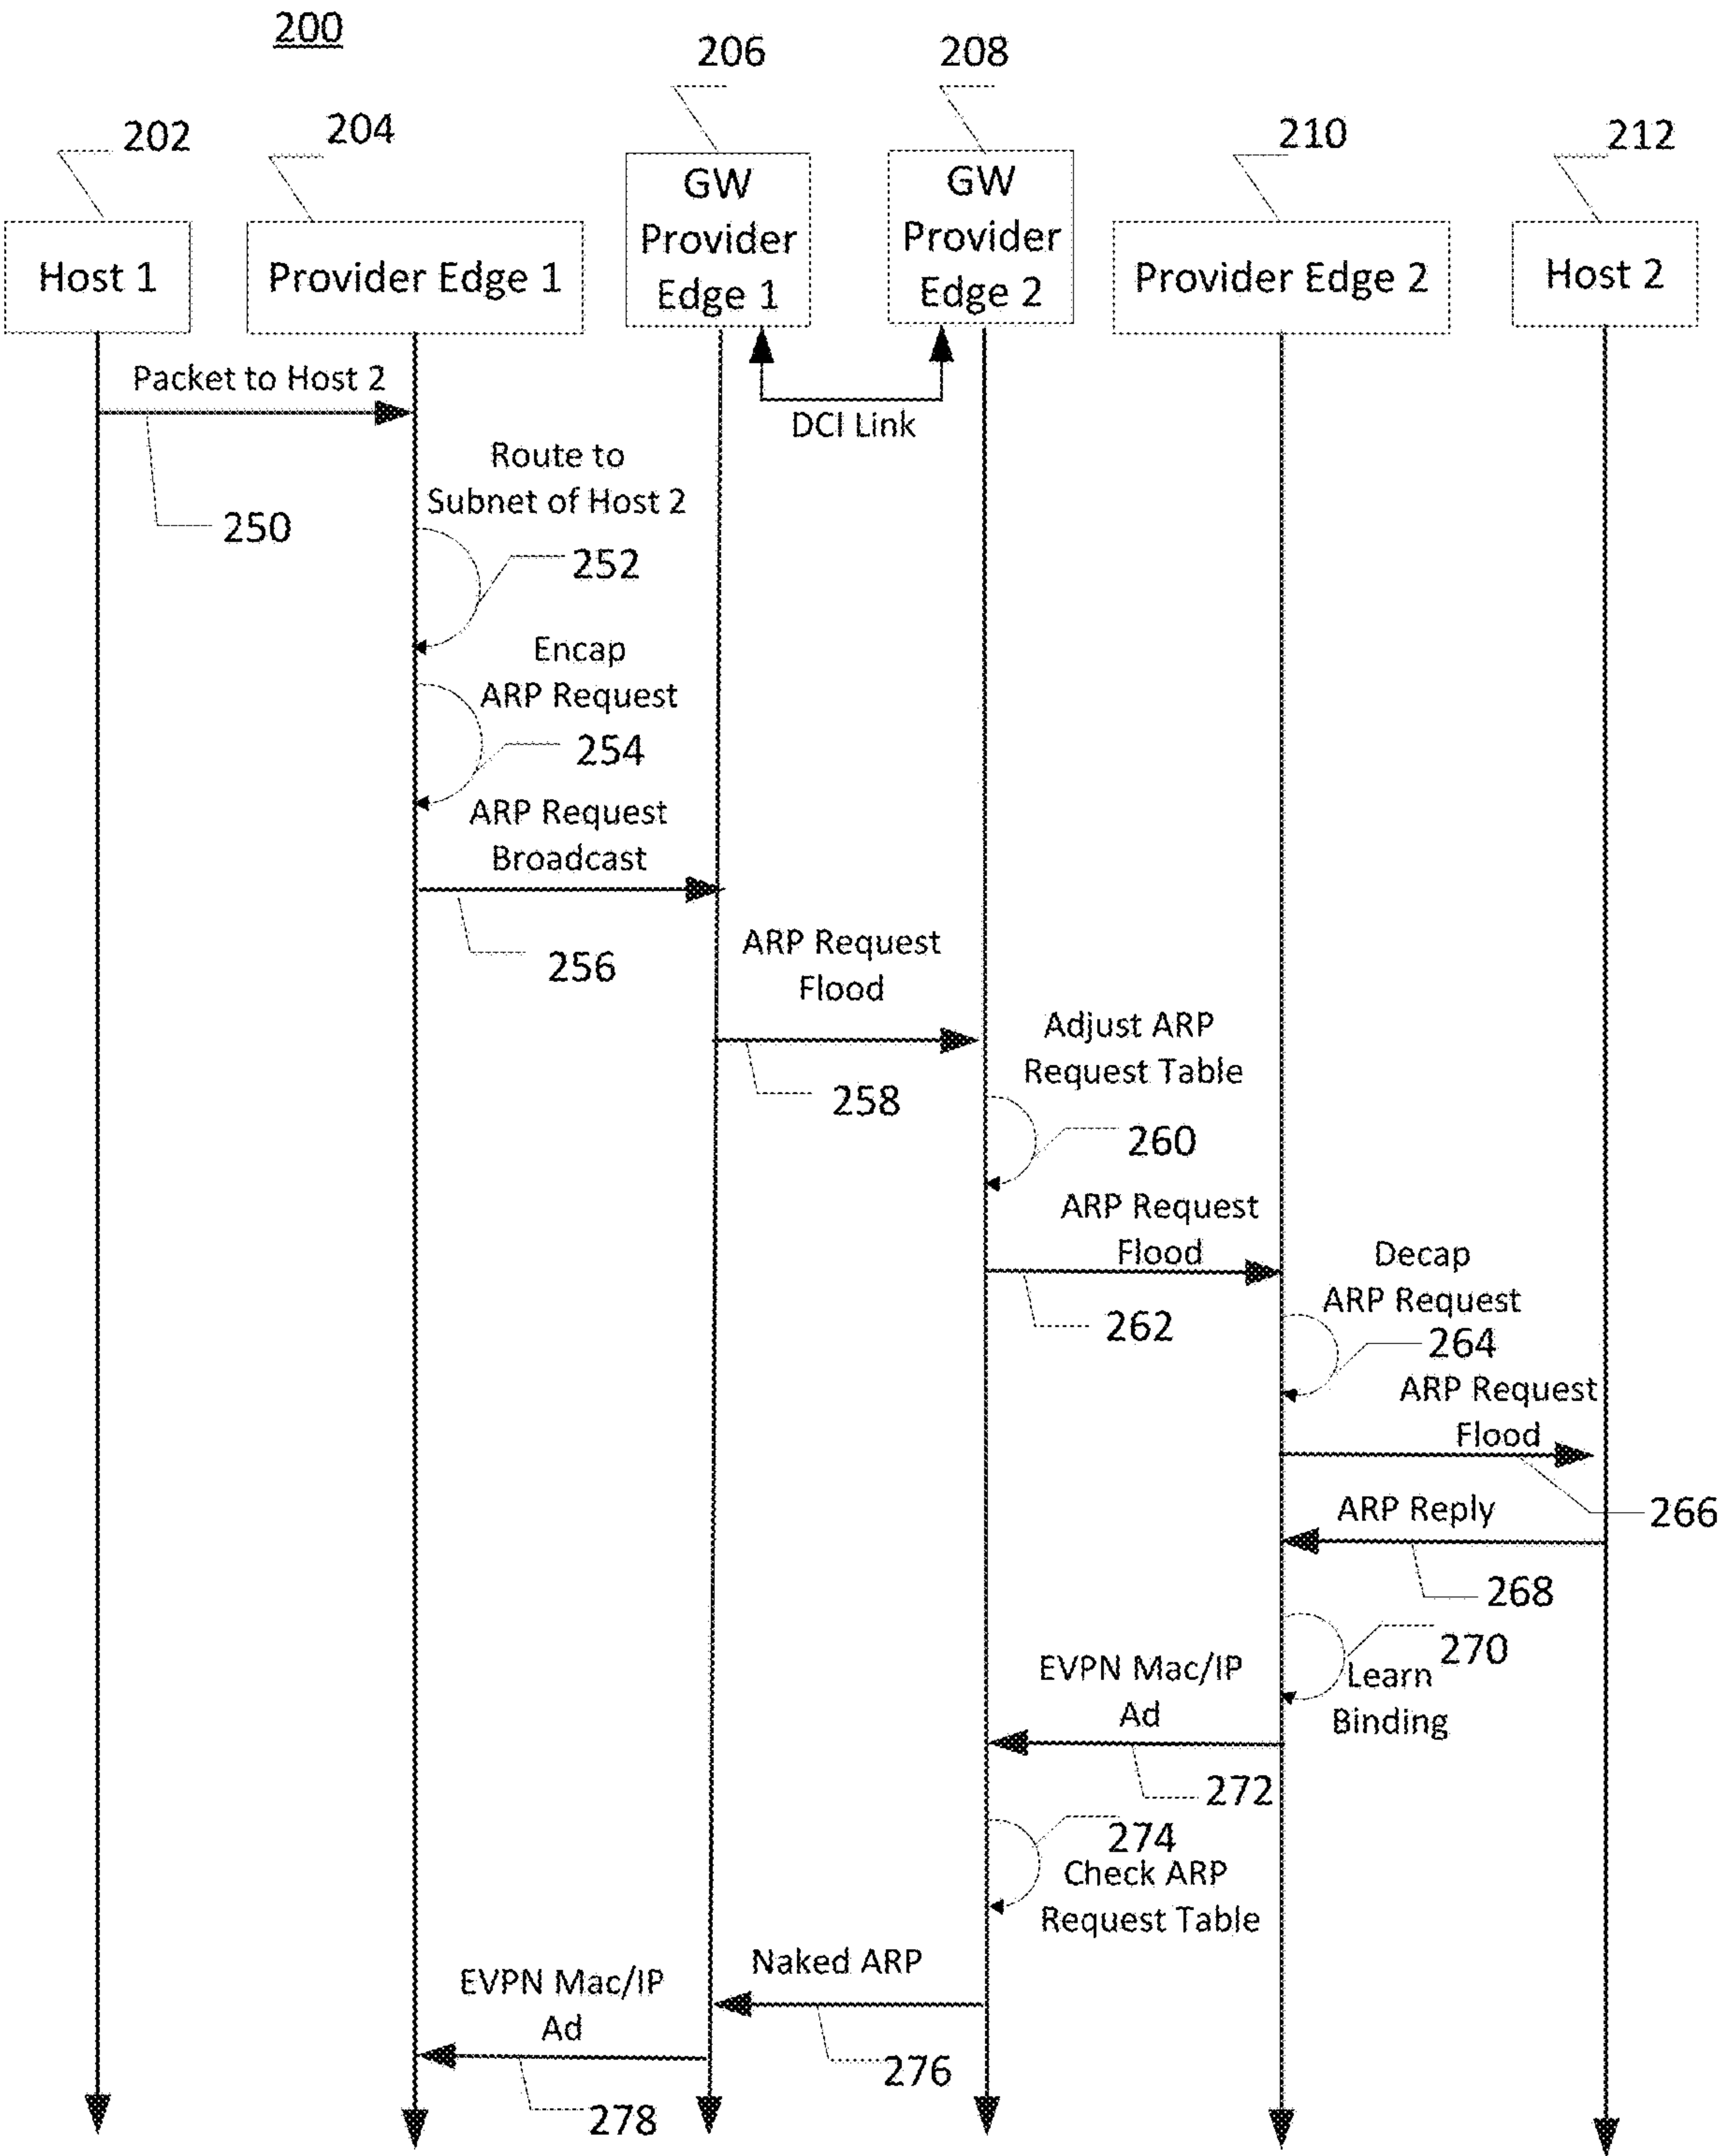 200
206
208
202
204
210
212
Host 1
Provider Edge 1
GW
Provider
Edge 1
GW
Provider
Edge 2
Provider Edge 2
Host 2
Packet to Host 2
DCI Link
250
Route to
Subnet of Host 2
252
Encap
ARP Request
254
ARP Request
Broadcast
256
ARP Request
Flood
258
Adjust ARP
Request Table
260
ARP Request
Flood
262
Decap
ARP Request
264
ARP Request
Flood
266
ARP Reply
268
270
Learn
Binding
EVPN Mac/IP
Ad
272
274
Check ARP
Request Table
Naked ARP
276
EVPN Mac/IP
Ad
278